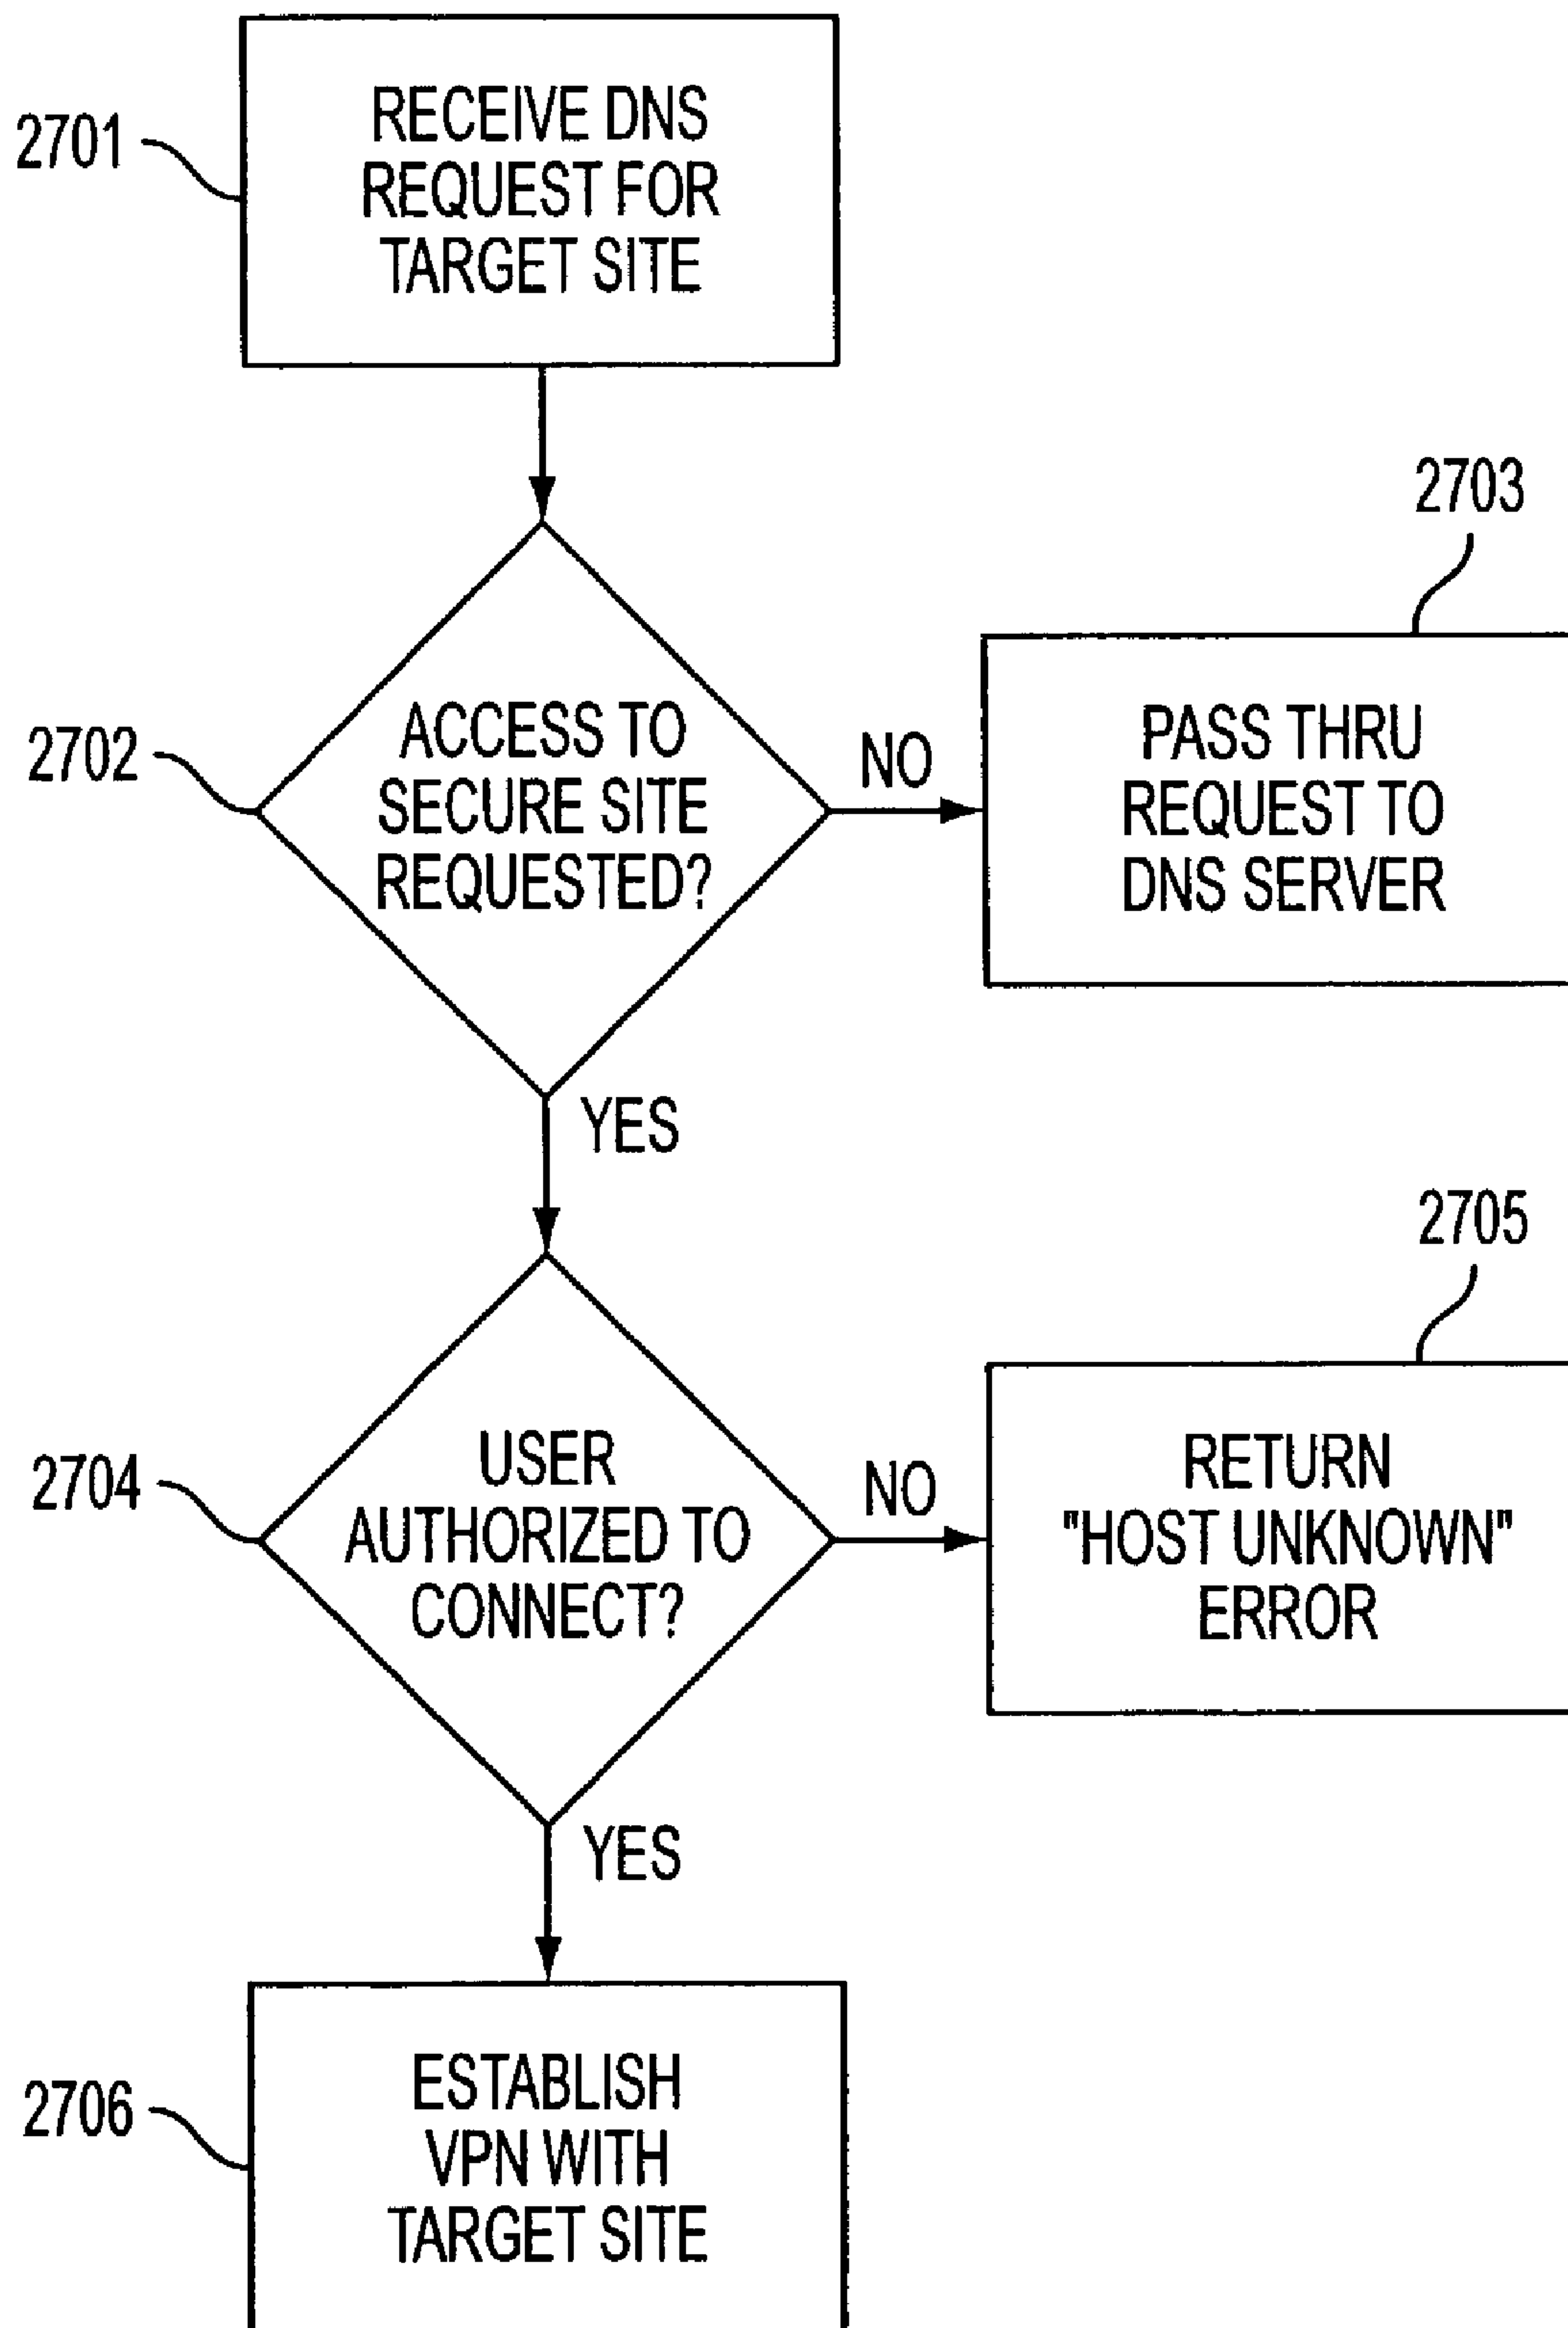 2701
RECEIVE DNS
REQUEST FOR
TARGET SITE
2702
ACCESS TO
SECURE SITE
REQUESTED?
NO
2703
PASS THRU
REQUEST TO
DNS SERVER
YES
2704
USER
AUTHORIZED TO
CONNECT?
NO
2705
RETURN
"HOST UNKNOWN"
ERROR
YES
2706
ESTABLISH
VPN WITH
TARGET SITE